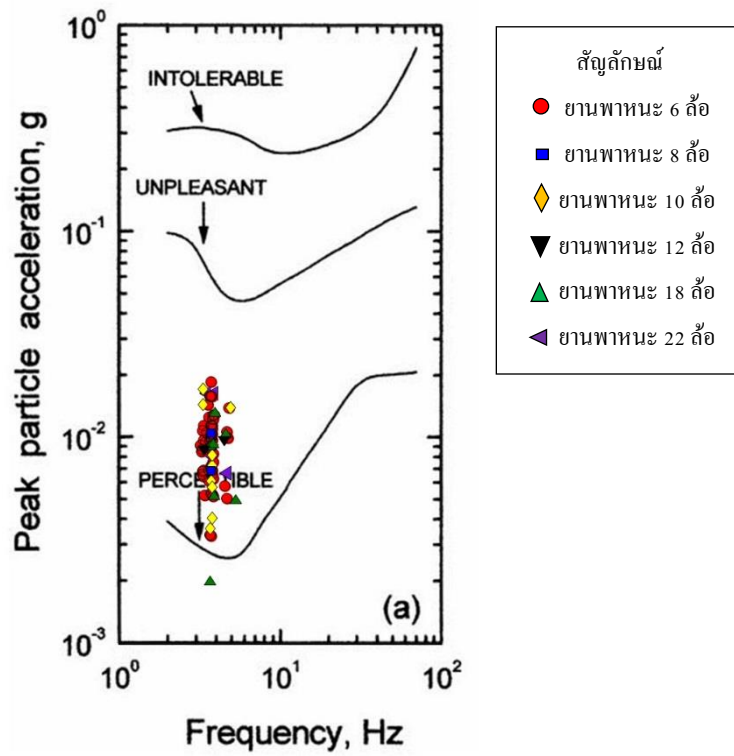 10⁰
INTOLERABLE
UNPLEASANT
10⁻¹
Peak particle acceleration, g
10⁻²
PERCEPTIBLE
(a)
10⁻³
10⁰ 10¹ 10²
Frequency, Hz
สัญลักษณ์
ยานพาหนะ 6 ล้อ
ยานพาหนะ 8 ล้อ
ยานพาหนะ 10 ล้อ
ยานพาหนะ 12 ล้อ
ยานพาหนะ 18 ล้อ
ยานพาหนะ 22 ล้อ